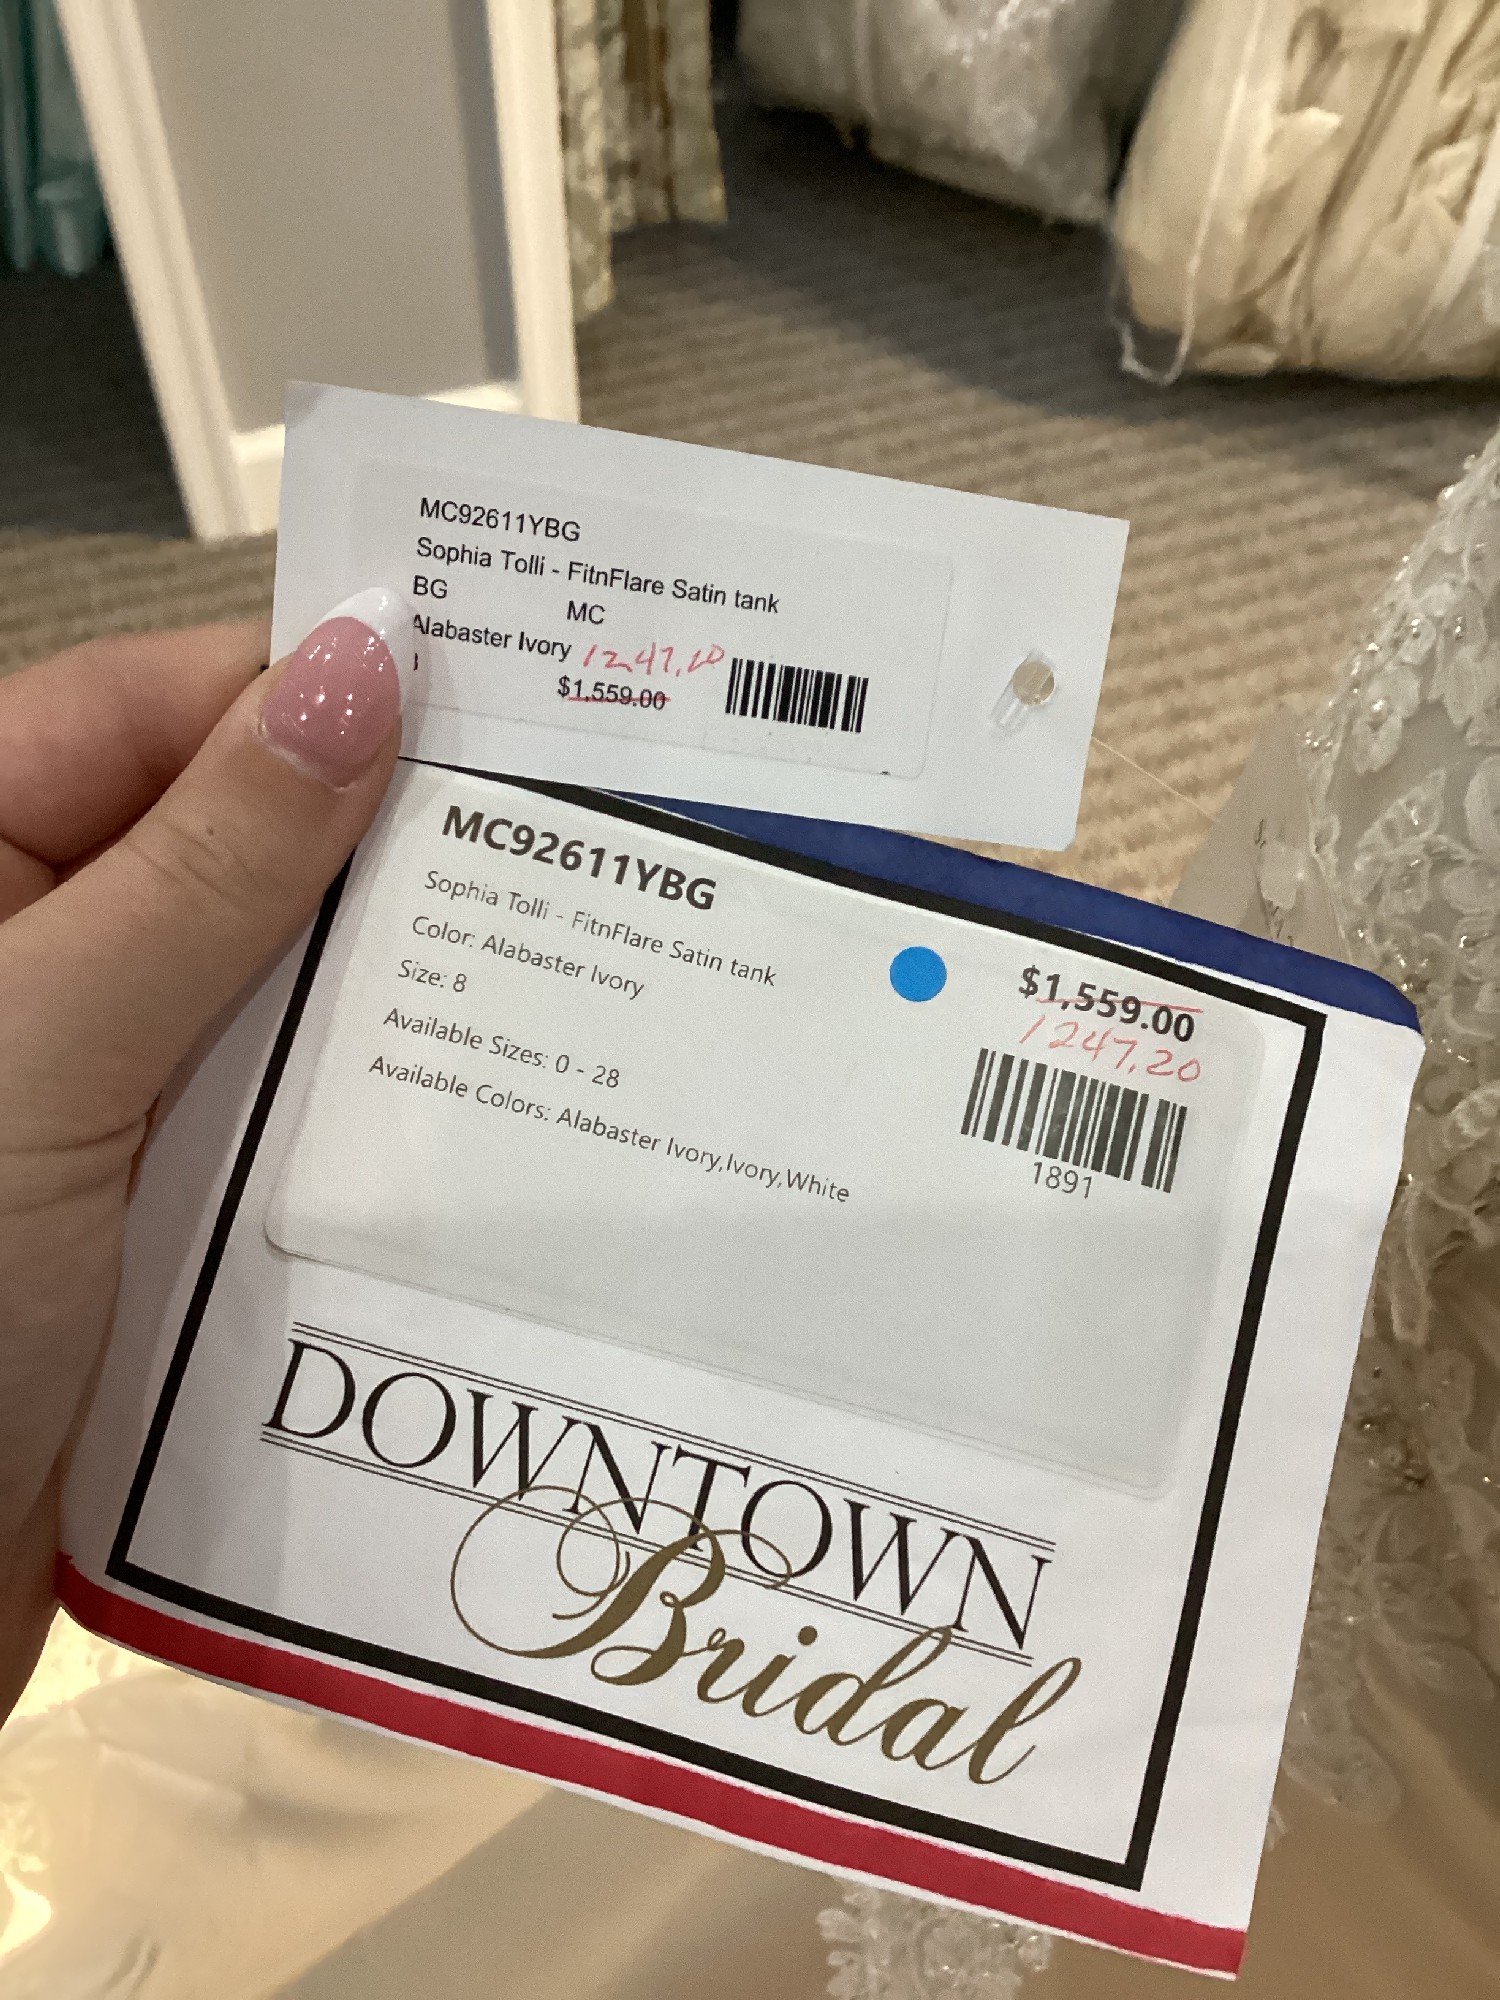 MC92611YBG
Sophia Tolli - FitnFlare Satin tank
BG MC
Alabaster Ivory 1247.20
$1,559.00
MC92611YBG
Sophia Tolli - FitnFlare Satin tank
Color: Alabaster Ivory
Size: 8
Available Sizes: 0 - 28
Available Colors: Alabaster Ivory,Ivory,White
$1,559.00
1247.20
1891
DOWNTOWN
Bridal